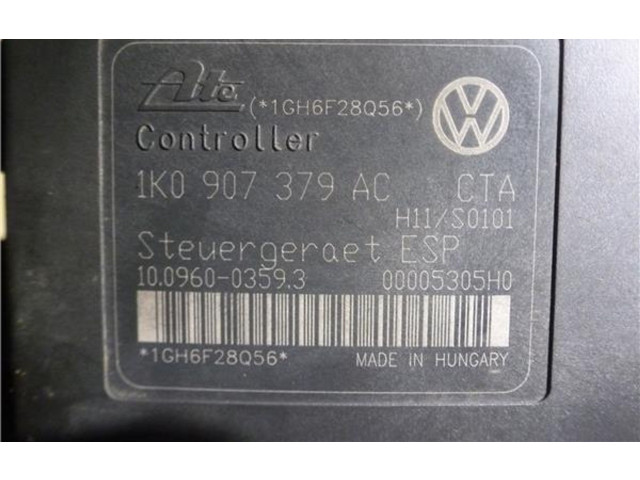 Ate (*1GH6F28Q56*)
Controller
1K0 907 379 AC CTA
H11/S0101
Steuergeraet ESP
10.0960-0359.3 00005305H0
*1GH6F28Q56* MADE IN HUNGARY